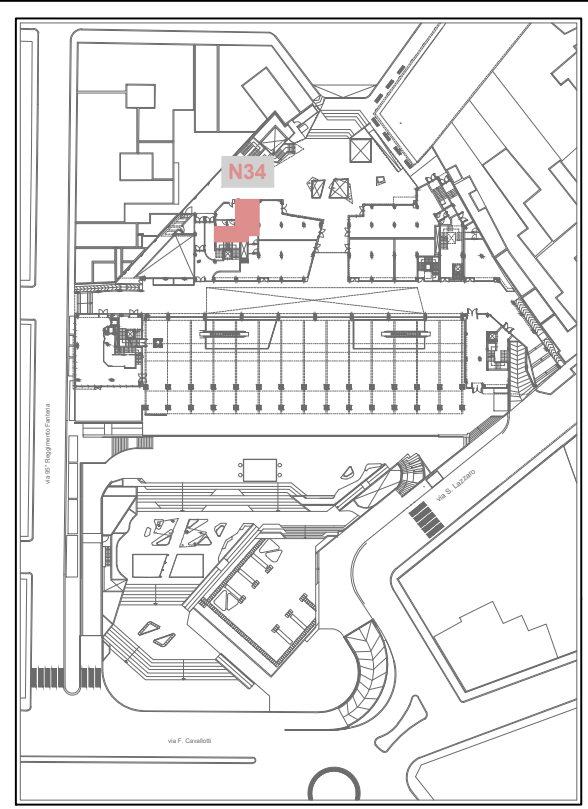 N34
via 95° Reggimento Fanteria
via S. Lazzaro
via F. Cavallotti